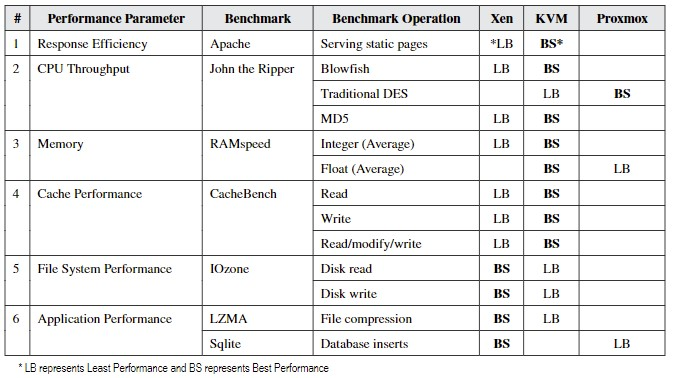 # Performance Parameter Benchmark Benchmark Operation Xen KVM Proxmox
1 Response Efficiency Apache Serving static pages *LB BS*
2 CPU Throughput John the Ripper Blowfish LB BS
Traditional DES LB BS
MD5 LB BS
3 Memory RAMspeed Integer (Average) LB BS
Float (Average) BS LB
4 Cache Performance CacheBench Read LB BS
Write LB BS
Read/modify/write LB BS
5 File System Performance IOzone Disk read BS LB
Disk write BS LB
6 Application Performance LZMA File compression BS LB
Sqlite Database inserts BS LB
* LB represents Least Performance and BS represents Best Performance